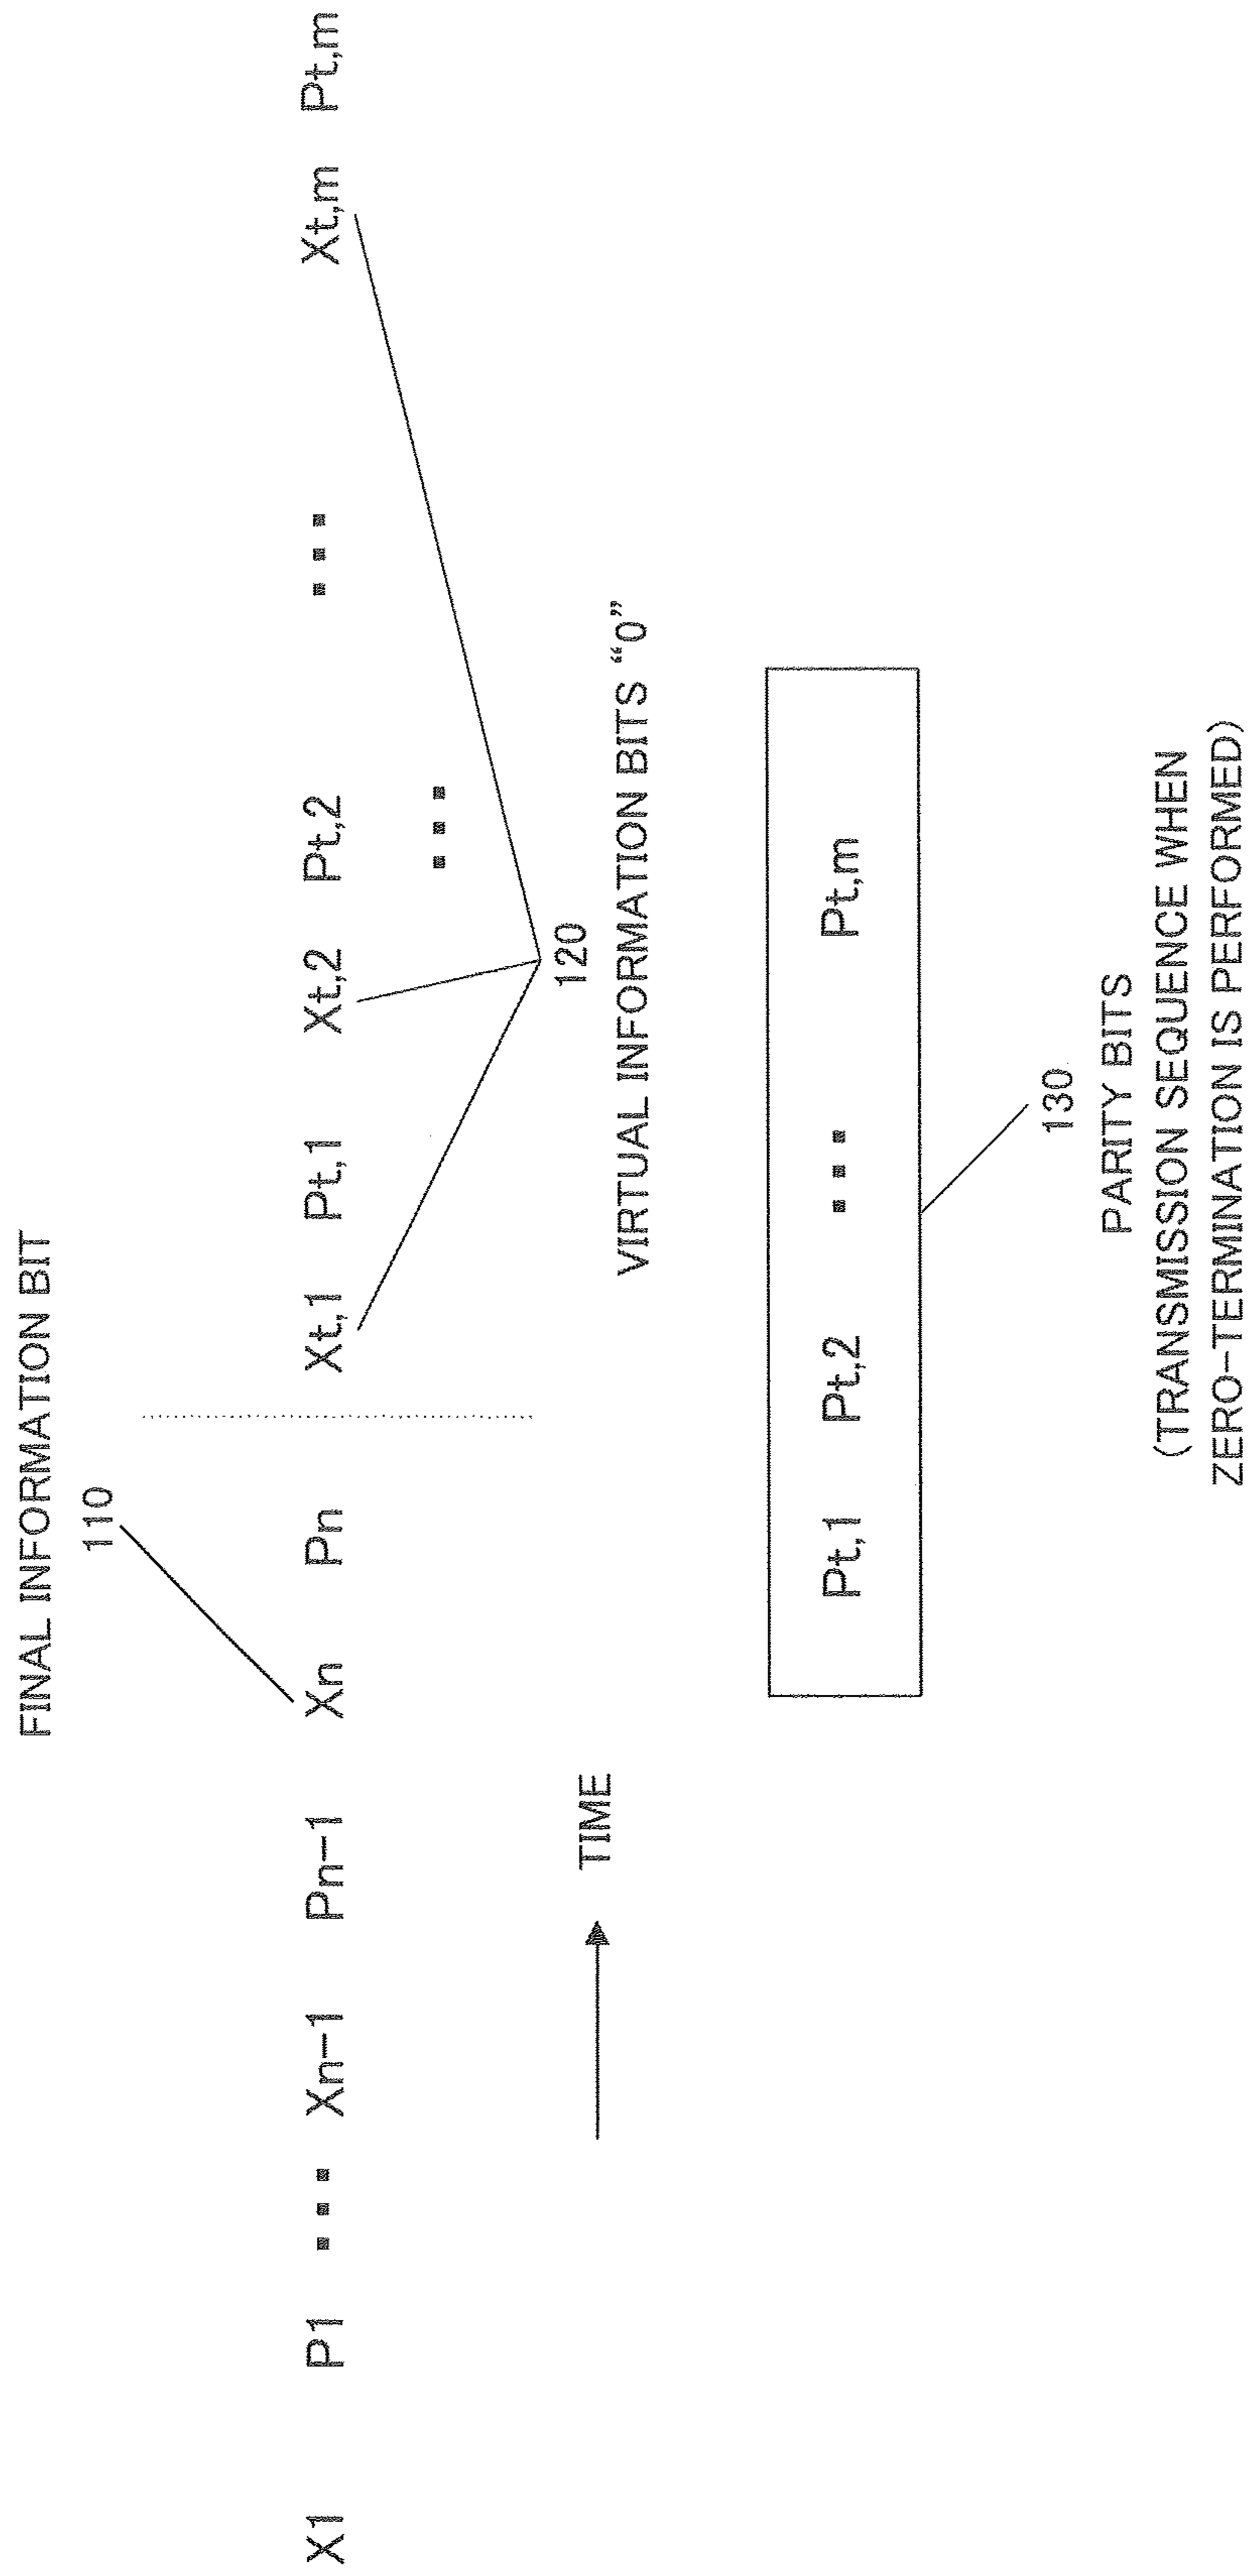 FINAL INFORMATION BIT
110
X1 P1 ... Xn-1 Pn-1 Xn Pn Xt,1 Pt,1 Xt,2 Pt,2 ... Xt,m Pt,m
...
120
TIME
VIRTUAL INFORMATION BITS “0”
Pt,1 Pt,2 ... Pt,m
130
PARITY BITS
(TRANSMISSION SEQUENCE WHEN
ZERO-TERMINATION IS PERFORMED)